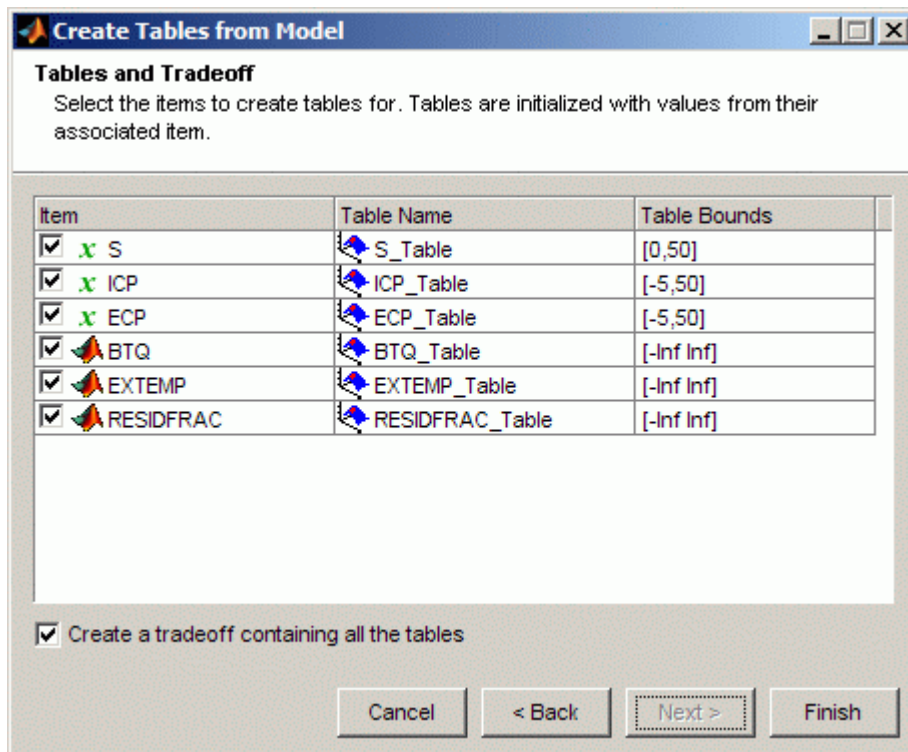 Create Tables from Model
Tables and Tradeoff
Select the items to create tables for. Tables are initialized with values from their
associated item.
Item Table Name Table Bounds
x S S_Table [0,50]
x ICP ICP_Table [-5,50]
x ECP ECP_Table [-5,50]
BTQ BTQ_Table [-Inf Inf]
EXTEMP EXTEMP_Table [-Inf Inf]
RESIDFRAC RESIDFRAC_Table [-Inf Inf]
Create a tradeoff containing all the tables
Cancel < Back Next > Finish